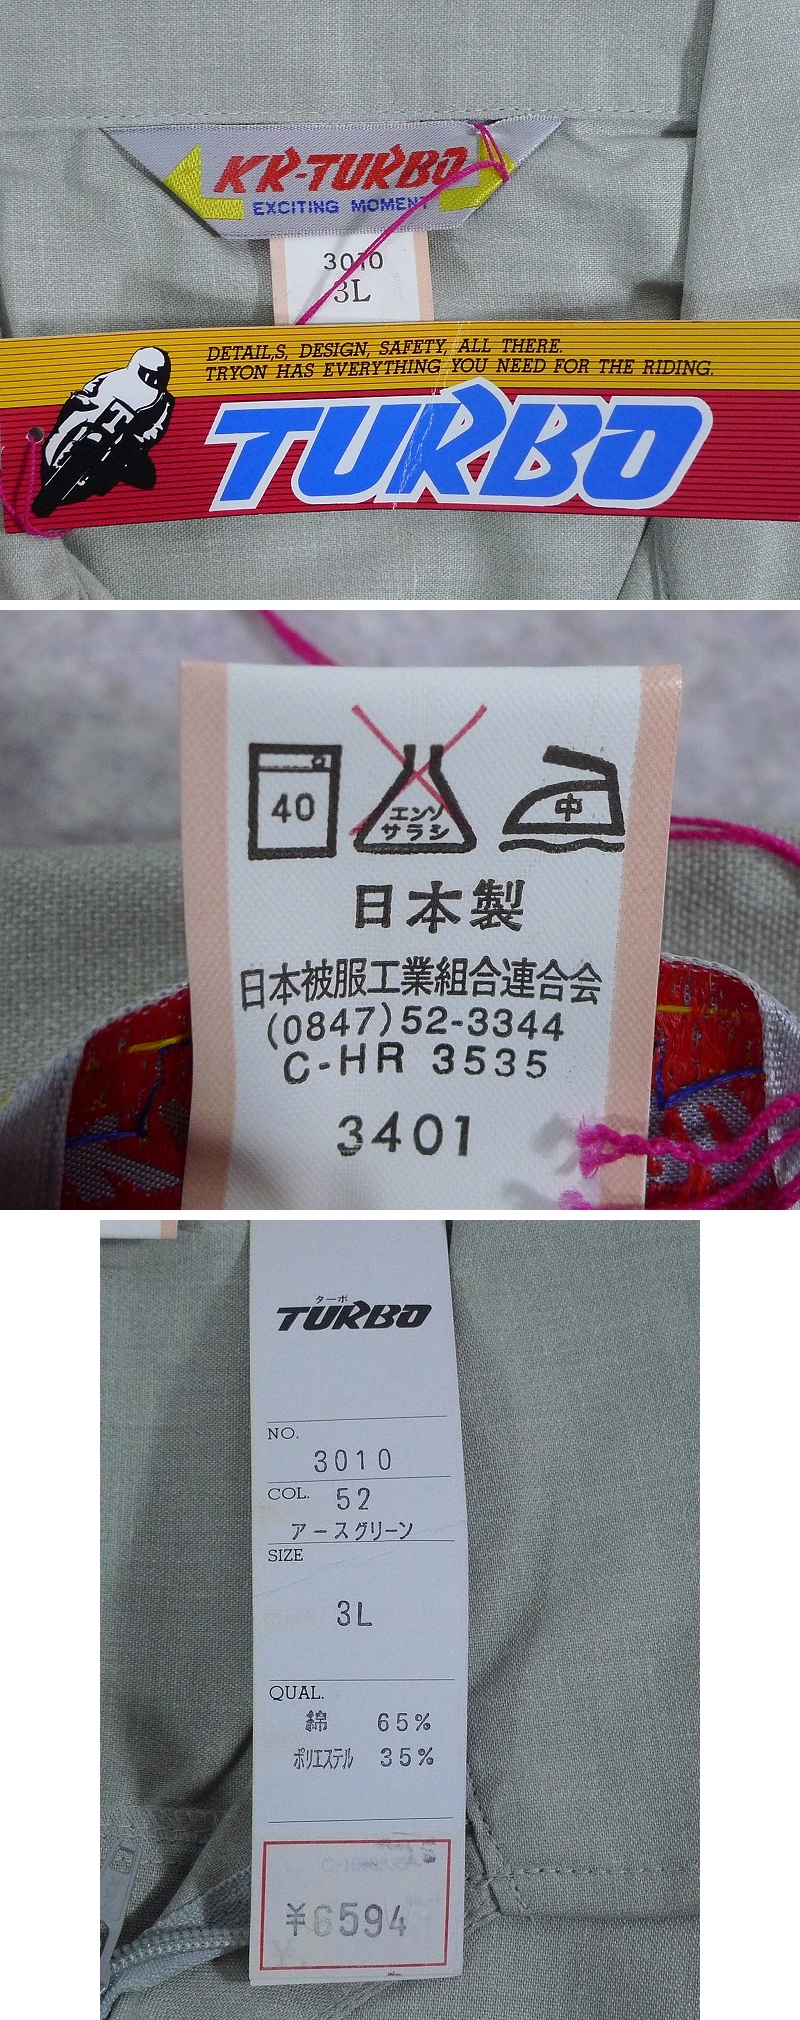 KR-TURBO
EXCITING MOMENT
3010
3L
DETAIL,S, DESIGN, SAFETY, ALL THERE.
TRYON HAS EVERYTHING YOU NEED FOR THE RIDING.
TURBO
40
エンソ
サラシ
中
日本製
日本被服工業組合連合会
(0847)52-3344
C-HR 3535
3401
ターボ
TURBO
NO.
3010
COL. 52
アースグリーン
SIZE
3L
QUAL.
綿 65%
ポリエステル 35%
¥6594